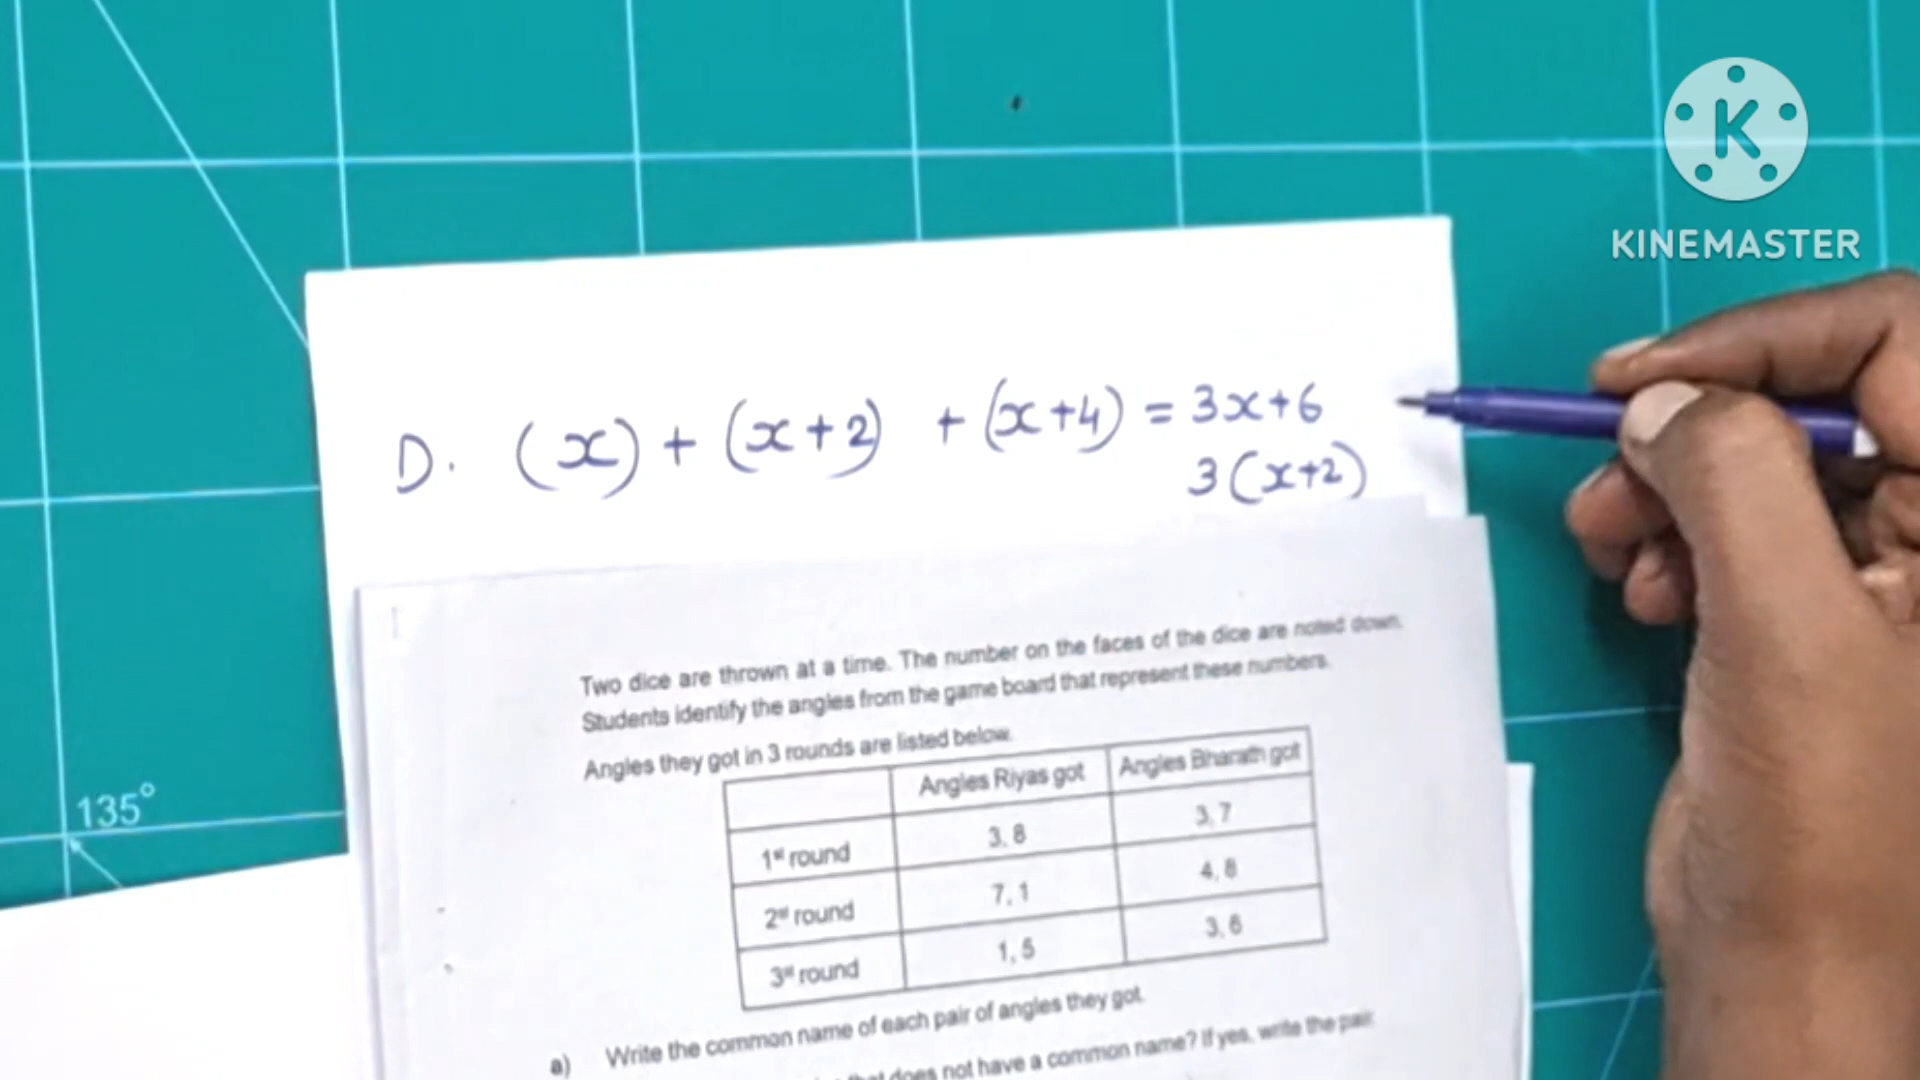 KINEMASTER
D. (x) + (x+2) + (x+4) = 3x+6
3(x+2)
Two dice are thrown at a time. The number on the faces of the dice are noted down.
Students identify the angles from the game board that represent these numbers.
Angles they got in 3 rounds are listed below.
Angles Riyas got Angles Bharath got
1st round 3, 8 3, 7
2nd round 7, 1 4, 8
3rd round 1, 5 3, 6
a) Write the common name of each pair of angles they got.
that does not have a common name? If yes, write the pair.
135°